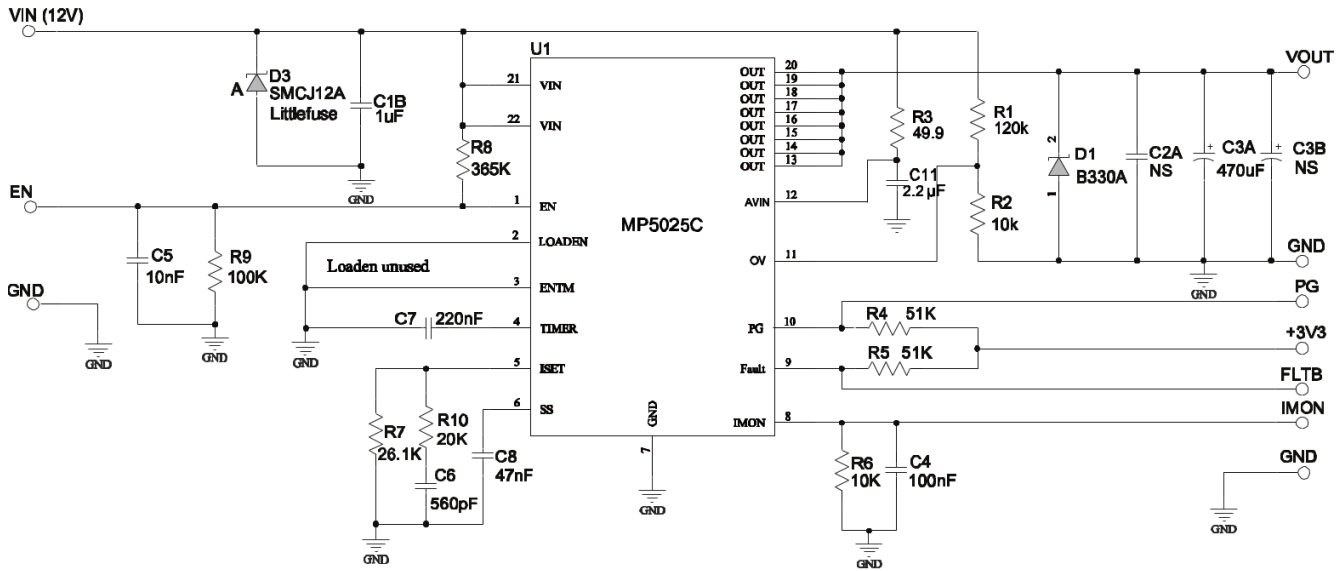 VIN (12V)
U1
D3
A
SMCJ12A
Littlefuse
C1B
1uF
GND
21
VIN
22
VIN
R8
365K
EN
1
EN
2
LOADEN
Loaden unused
3
ENTM
C5
10nF
R9
100K
GND
GND
GND
C7
220nF
4
TIMER
GND
5
ISET
6
SS
R7
26.1K
R10
20K
C6
560pF
C8
47nF
GND
MP5025C
GND
7
GND
OUT
20
OUT
19
OUT
18
OUT
17
OUT
16
OUT
15
OUT
14
OUT
13
AVIN
12
OV
11
PG
10
Fault
9
IMON
8
R3
49.9
C11
2.2µF
GND
R1
120k
R2
10k
2
D1
B330A
1
C2A
NS
+
C3A
470uF
+
C3B
NS
VOUT
GND
GND
PG
R4 51K
+3V3
R5 51K
FLTB
IMON
R6
10K
C4
100nF
GND
GND
GND